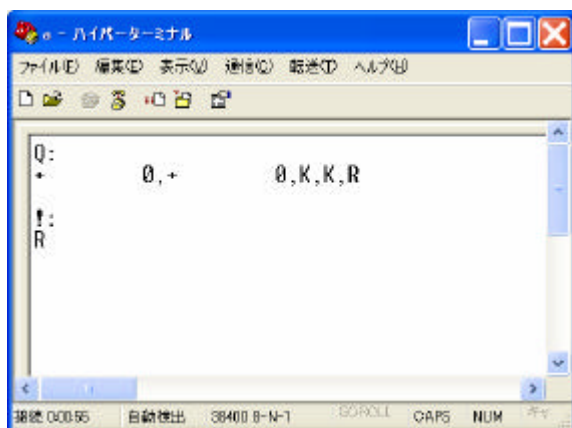 α - ハイパーターミナル
ファイル(F) 編集(E) 表示(V) 通信(C) 転送(T) ヘルプ(H)
Q:
+ 0,+ 0,K,K,R
!:
R
接続 0:00:56 自動検出 38400 8-N-1 SCROLL CAPS NUM キャ